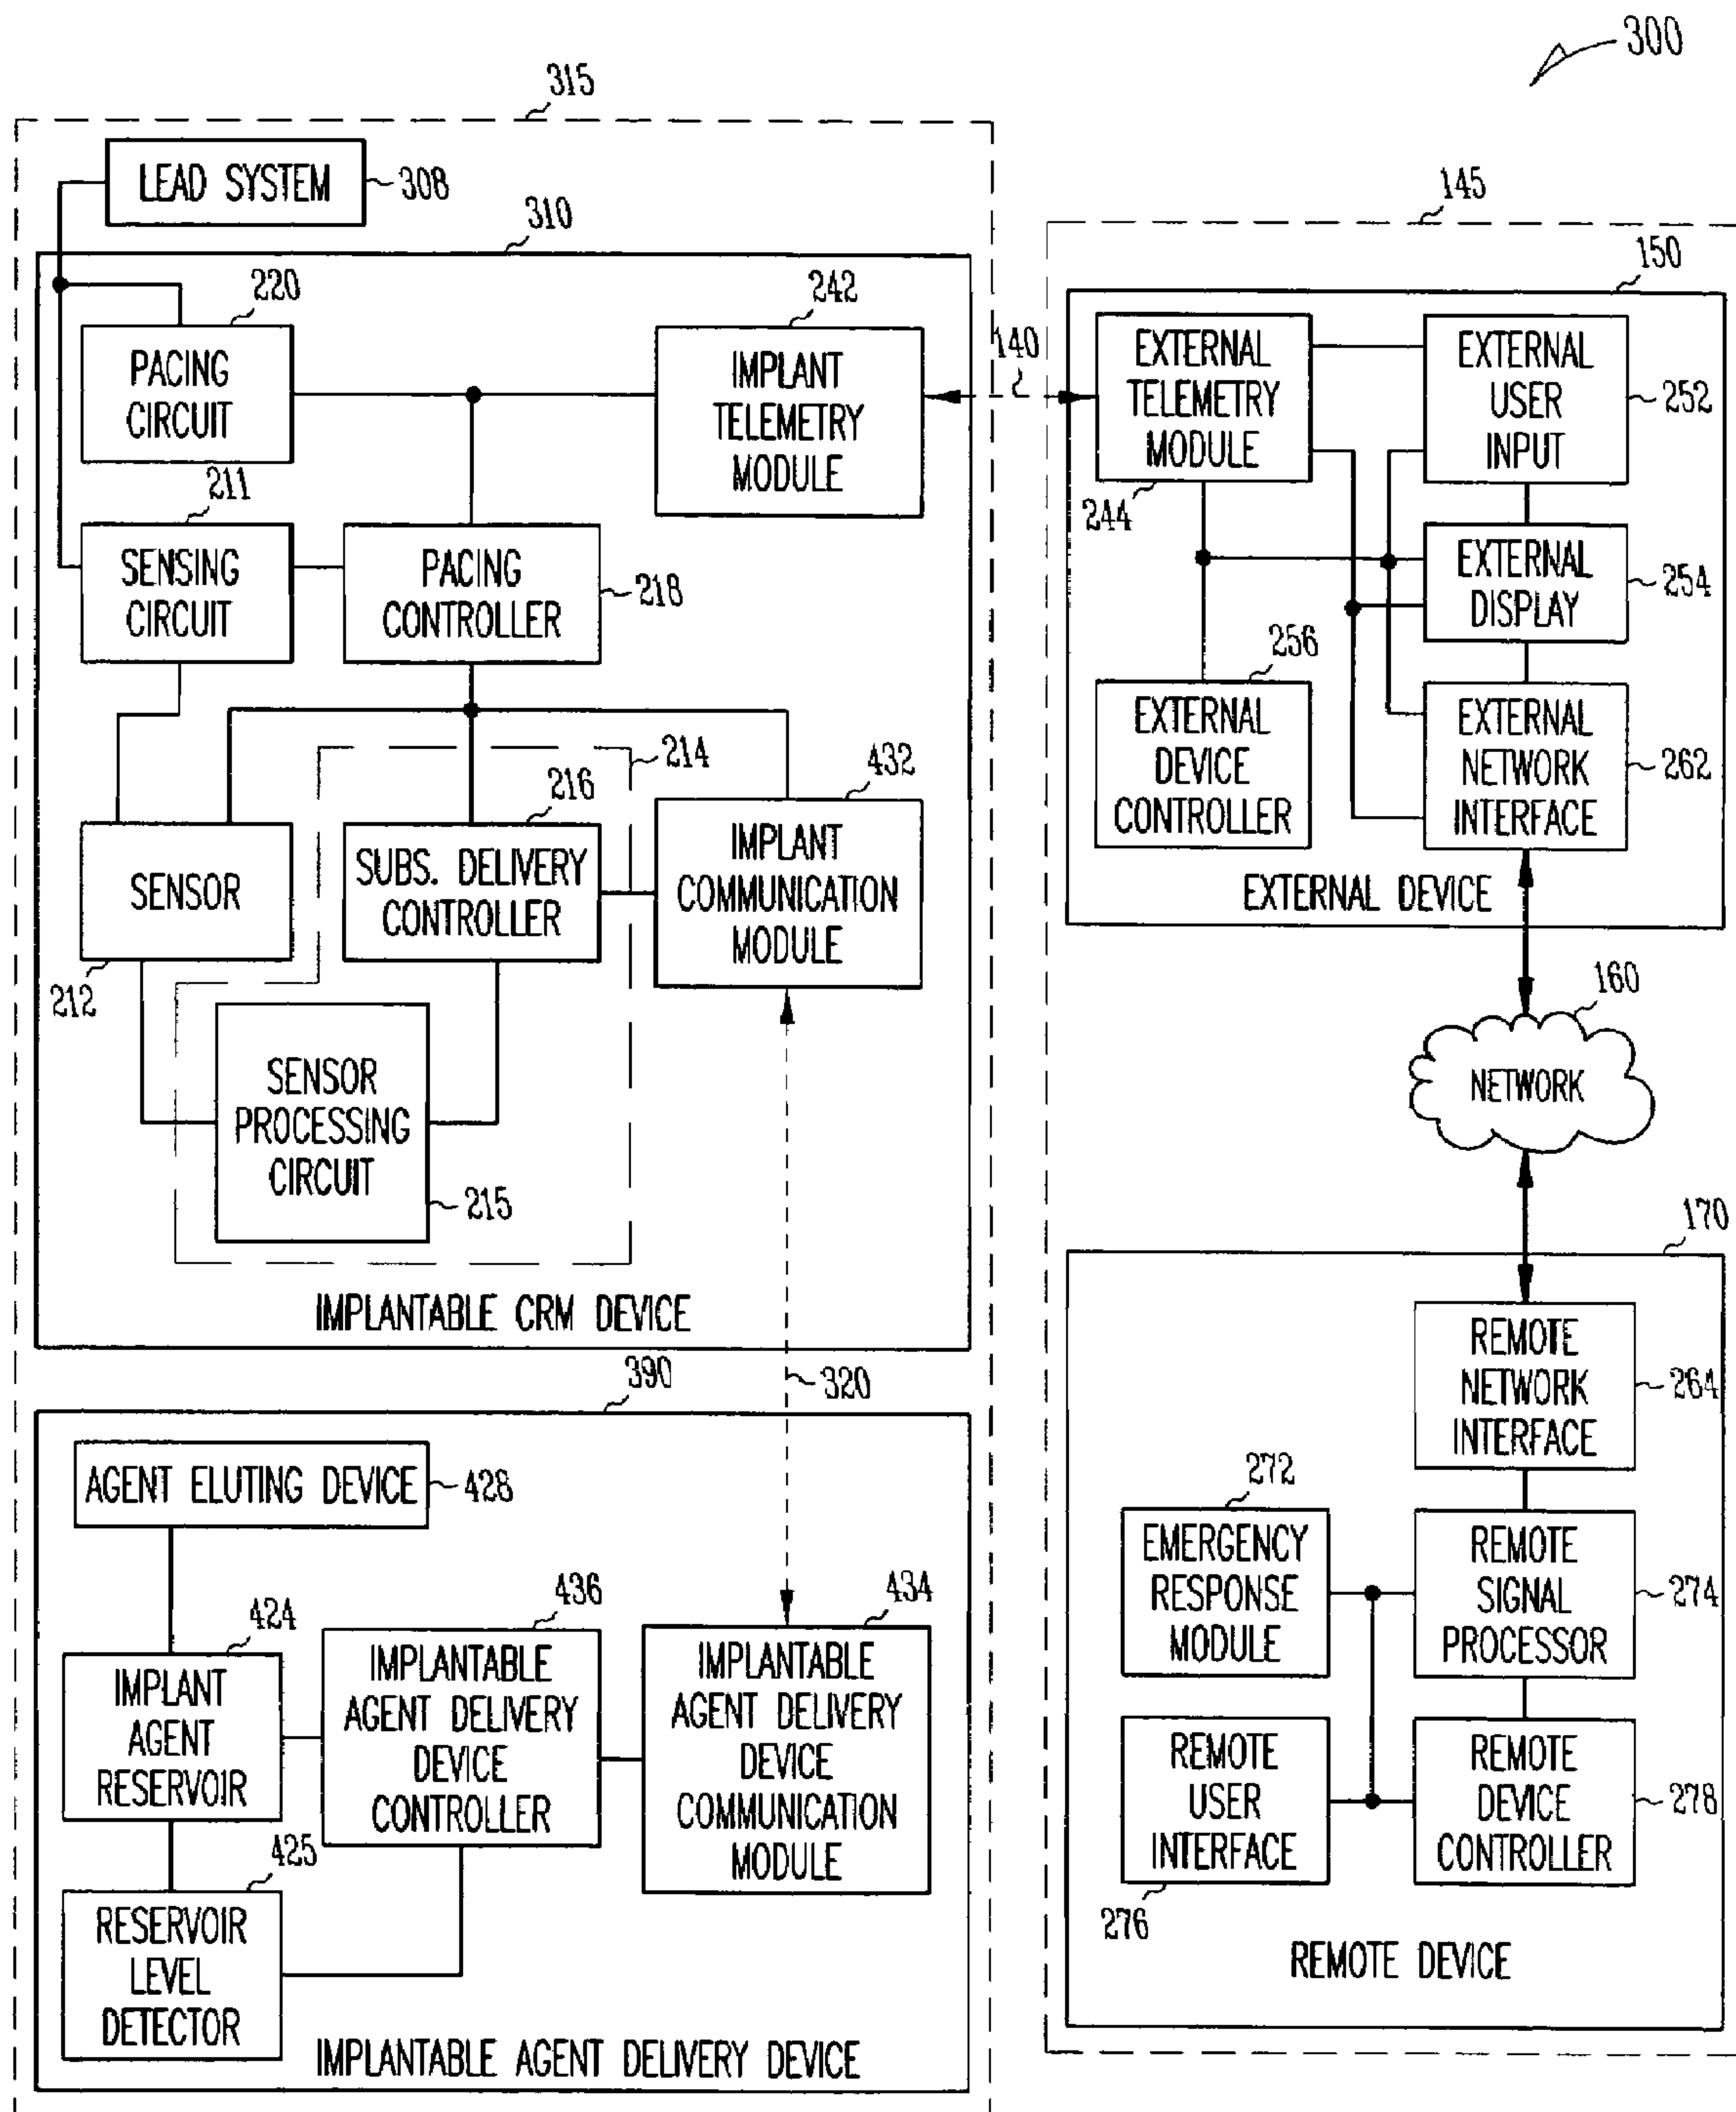 300
315
LEAD SYSTEM
308
310
220
PACING
CIRCUIT
242
IMPLANT
TELEMETRY
MODULE
211
SENSING
CIRCUIT
PACING
CONTROLLER
218
214
216
432
SENSOR
212
SUBS. DELIVERY
CONTROLLER
IMPLANT
COMMUNICATION
MODULE
SENSOR
PROCESSING
CIRCUIT
215
IMPLANTABLE CRM DEVICE
320
390
AGENT ELUTING DEVICE
428
424
IMPLANT
AGENT
RESERVOIR
436
IMPLANTABLE
AGENT DELIVERY
DEVICE
CONTROLLER
434
IMPLANTABLE
AGENT DELIVERY
DEVICE
COMMUNICATION
MODULE
425
RESERVOIR
LEVEL
DETECTOR
IMPLANTABLE AGENT DELIVERY DEVICE
140
145
150
EXTERNAL
TELEMETRY
MODULE
244
EXTERNAL
USER
INPUT
252
EXTERNAL
DISPLAY
254
256
EXTERNAL
DEVICE
CONTROLLER
EXTERNAL
NETWORK
INTERFACE
262
EXTERNAL DEVICE
160
NETWORK
170
REMOTE
NETWORK
INTERFACE
264
272
EMERGENCY
RESPONSE
MODULE
REMOTE
SIGNAL
PROCESSOR
274
REMOTE
USER
INTERFACE
276
REMOTE
DEVICE
CONTROLLER
278
REMOTE DEVICE